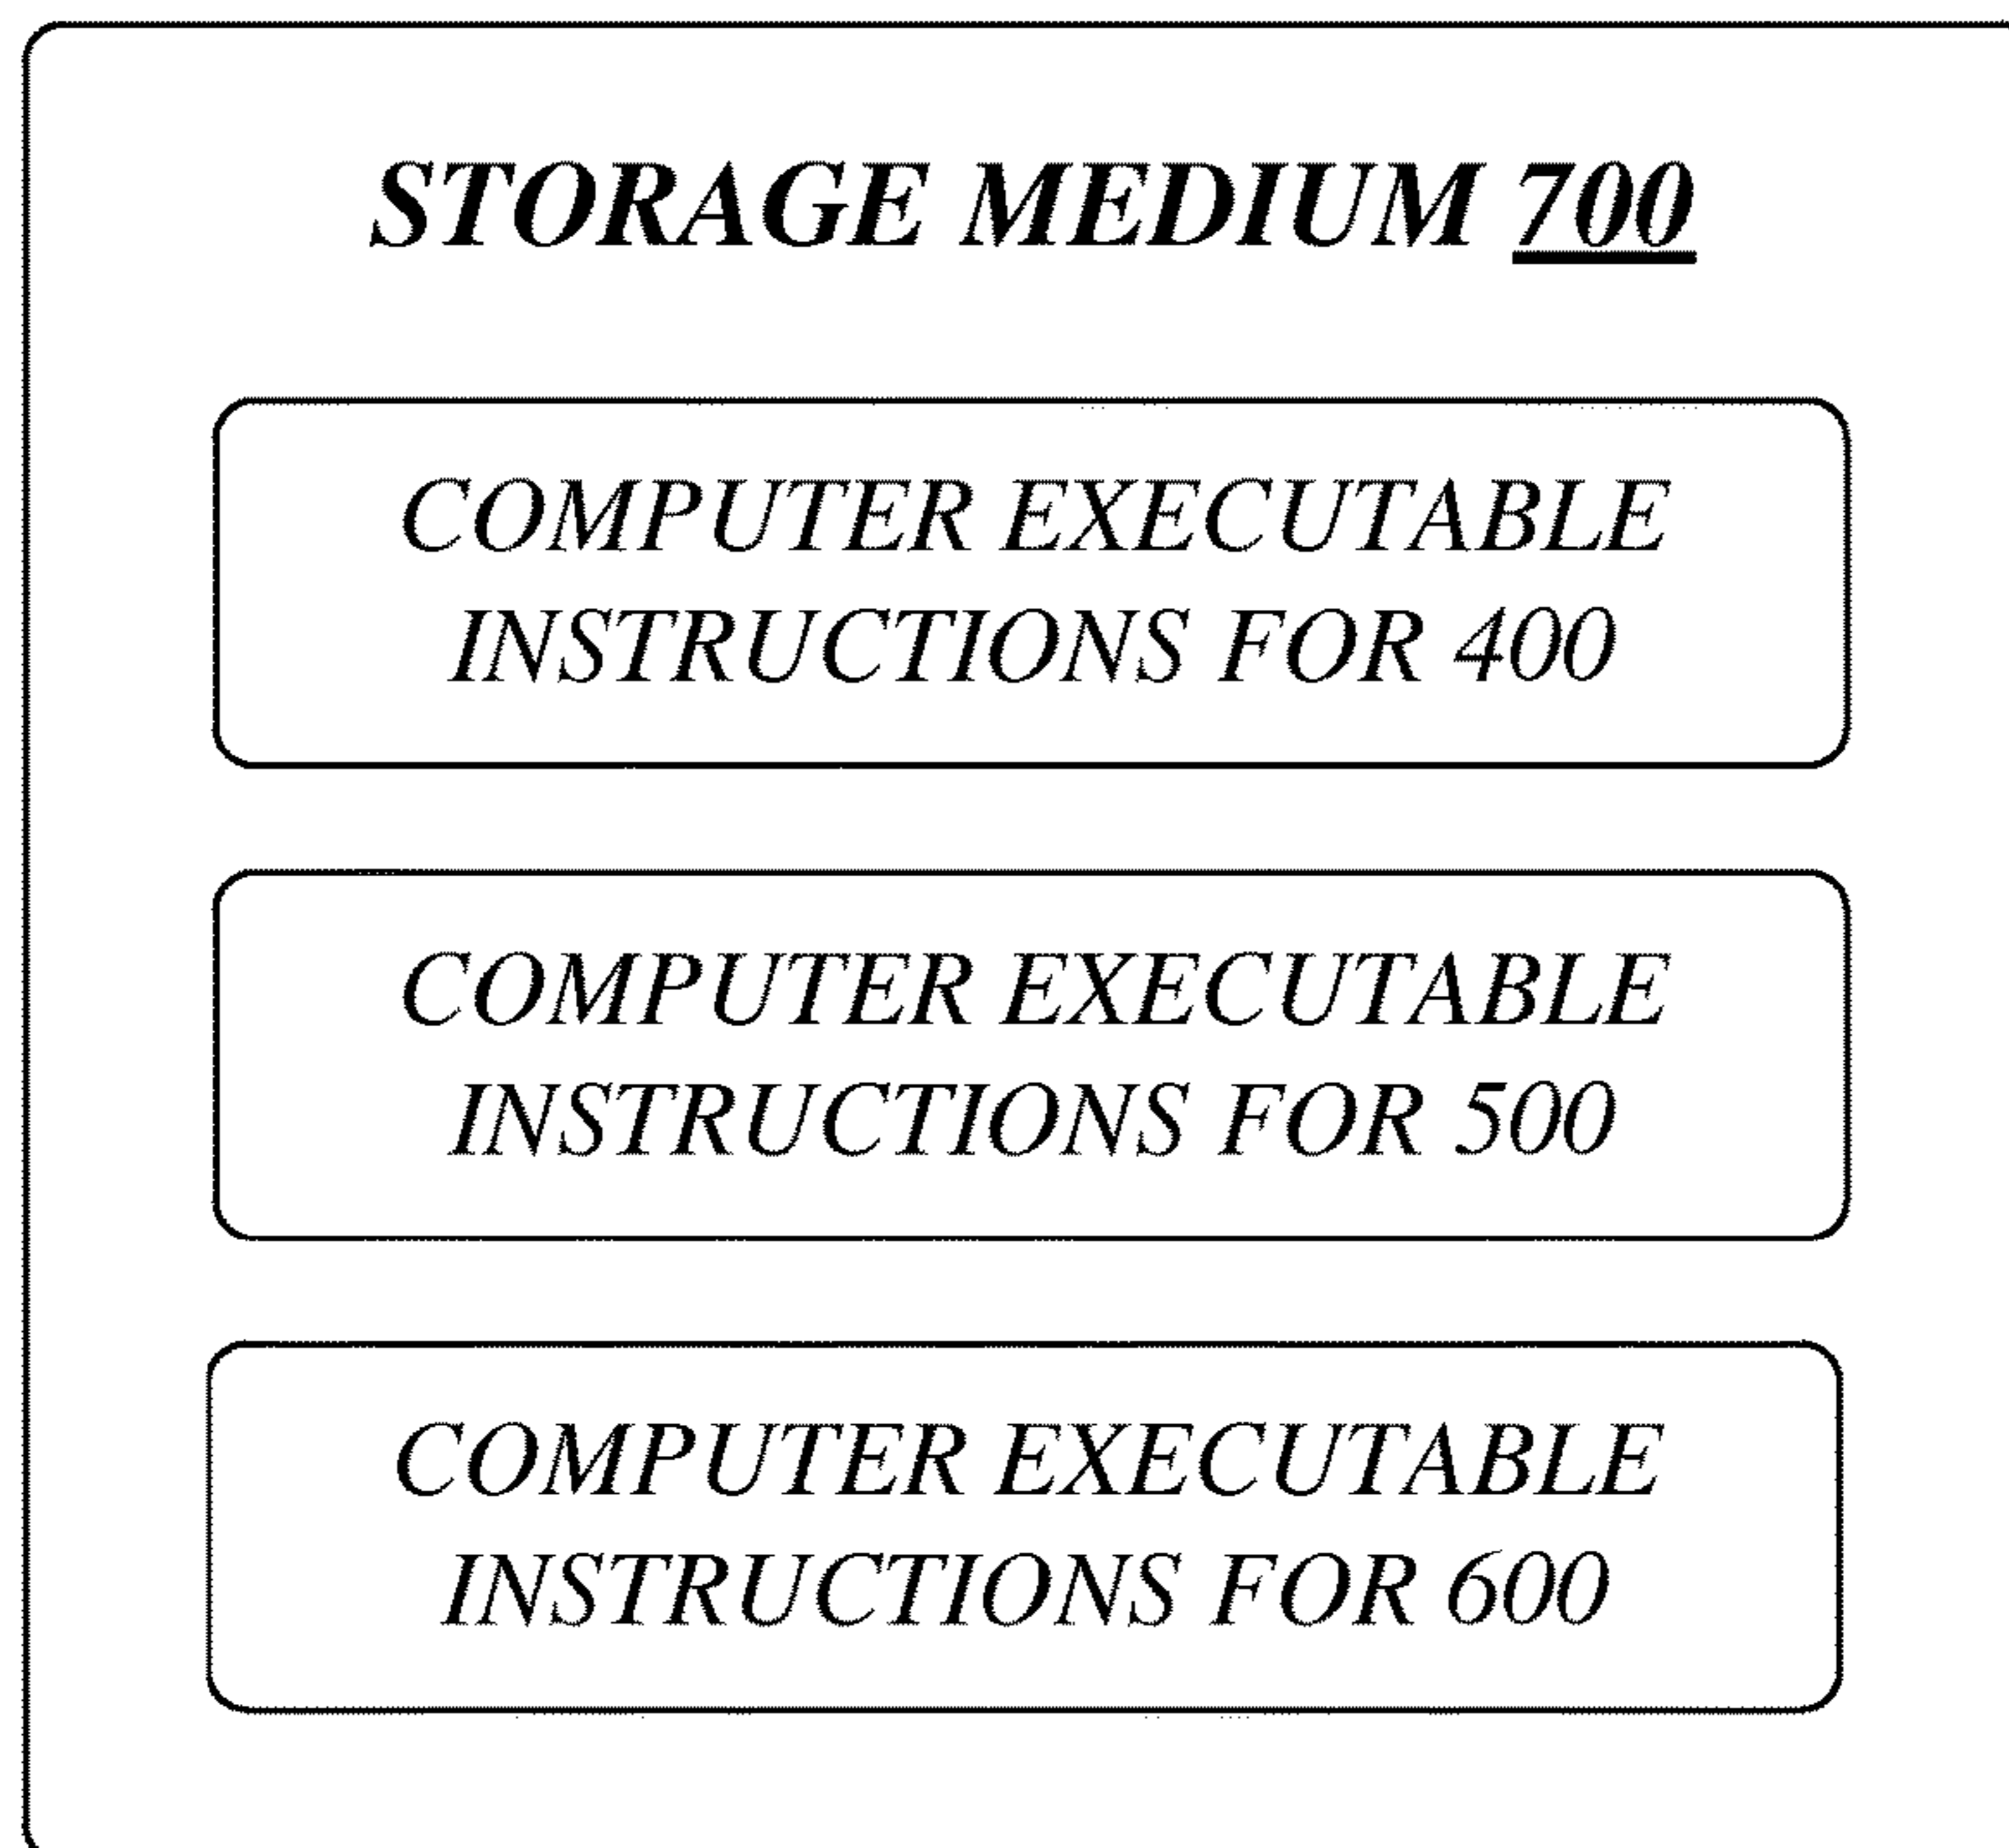 STORAGE MEDIUM 700
COMPUTER EXECUTABLE
INSTRUCTIONS FOR 400
COMPUTER EXECUTABLE
INSTRUCTIONS FOR 500
COMPUTER EXECUTABLE
INSTRUCTIONS FOR 600